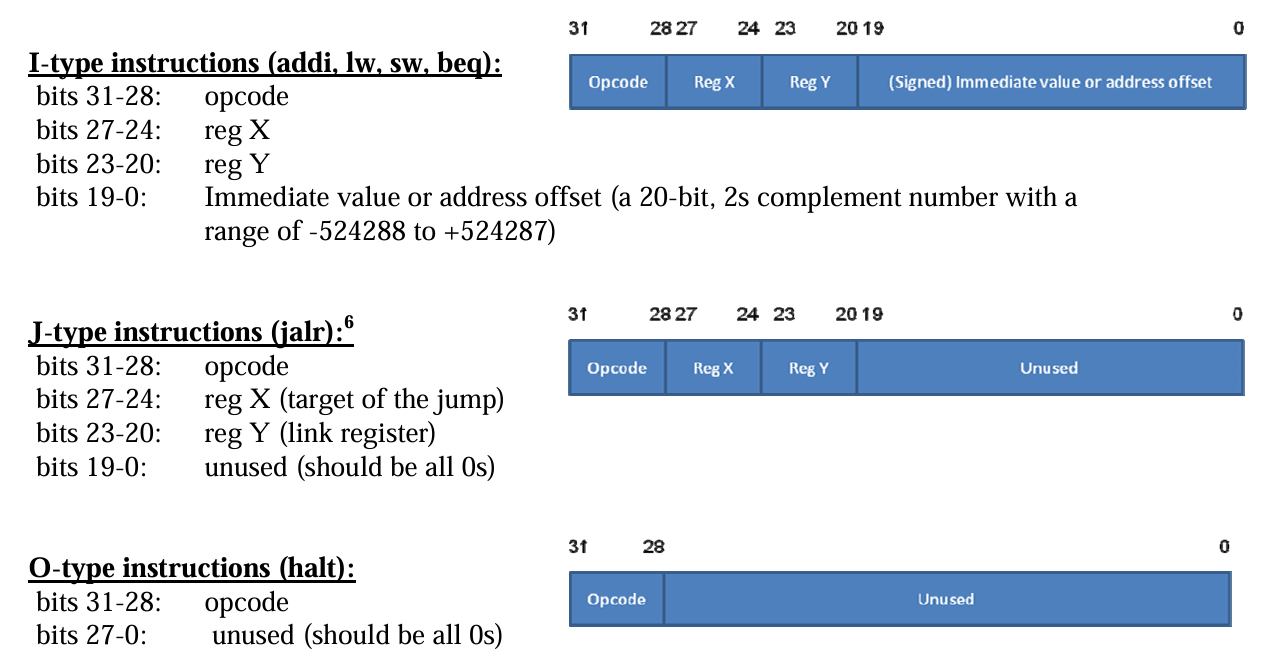 31 28 27 24 23 20 19 0
I-type instructions (addi, lw, sw, beq):
Opcode Reg X Reg Y (Signed) Immediate value or address offset
bits 31-28: opcode
bits 27-24: reg X
bits 23-20: reg Y
bits 19-0: Immediate value or address offset (a 20-bit, 2s complement number with a
range of -524288 to +524287)
31 28 27 24 23 20 19 0
J-type instructions (jalr):6
Opcode Reg X Reg Y Unused
bits 31-28: opcode
bits 27-24: reg X (target of the jump)
bits 23-20: reg Y (link register)
bits 19-0: unused (should be all 0s)
31 28 0
O-type instructions (halt):
Opcode Unused
bits 31-28: opcode
bits 27-0: unused (should be all 0s)